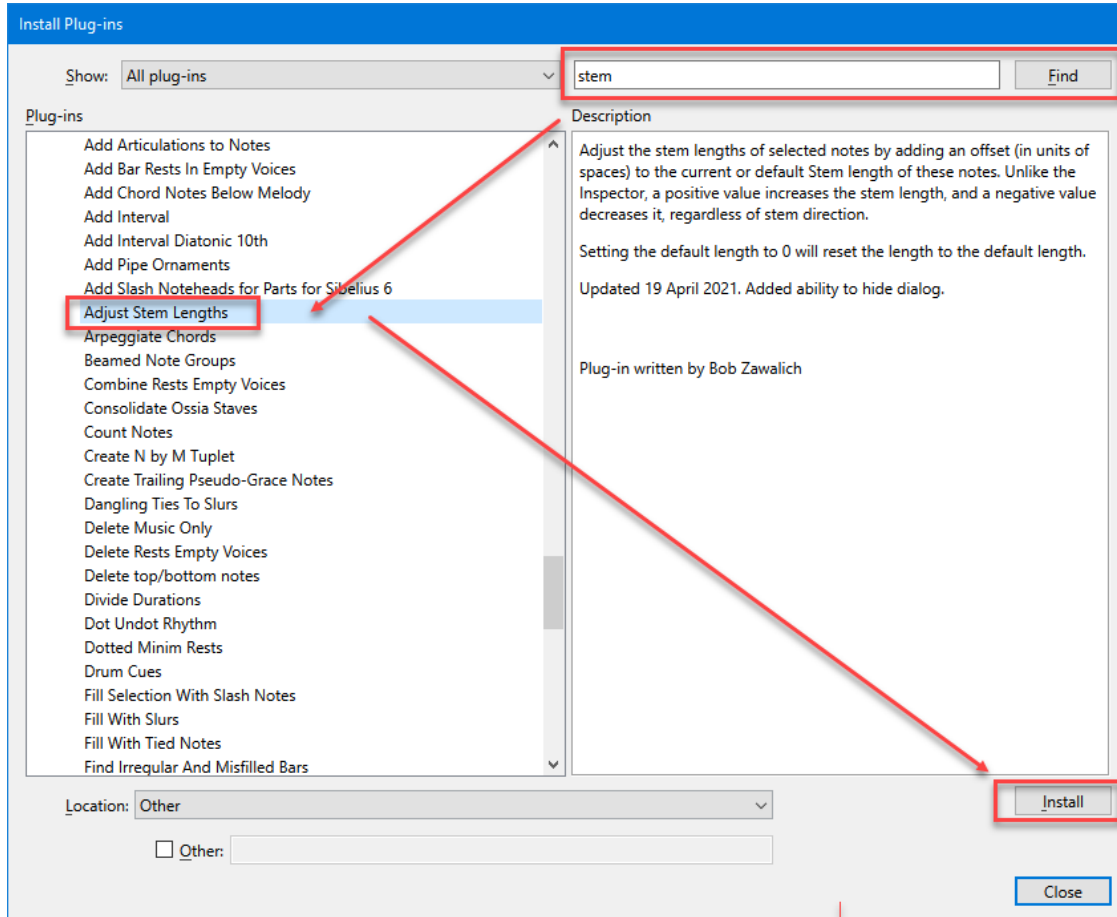 Install Plug-ins
Show: All plug-ins
stem
Find
Plug-ins
Description
Add Articulations to Notes
Add Bar Rests In Empty Voices
Add Chord Notes Below Melody
Add Interval
Add Interval Diatonic 10th
Add Pipe Ornaments
Add Slash Noteheads for Parts for Sibelius 6
Adjust Stem Lengths
Arpeggiate Chords
Beamed Note Groups
Combine Rests Empty Voices
Consolidate Ossia Staves
Count Notes
Create N by M Tuplet
Create Trailing Pseudo-Grace Notes
Dangling Ties To Slurs
Delete Music Only
Delete Rests Empty Voices
Delete top/bottom notes
Divide Durations
Dot Undot Rhythm
Dotted Minim Rests
Drum Cues
Fill Selection With Slash Notes
Fill With Slurs
Fill With Tied Notes
Find Irregular And Misfilled Bars
Adjust the stem lengths of selected notes by adding an offset (in units of
spaces) to the current or default Stem length of these notes. Unlike the
Inspector, a positive value increases the stem length, and a negative value
decreases it, regardless of stem direction.
Setting the default length to 0 will reset the length to the default length.
Updated 19 April 2021. Added ability to hide dialog.
Plug-in written by Bob Zawalich
Location: Other
Install
Other:
Close